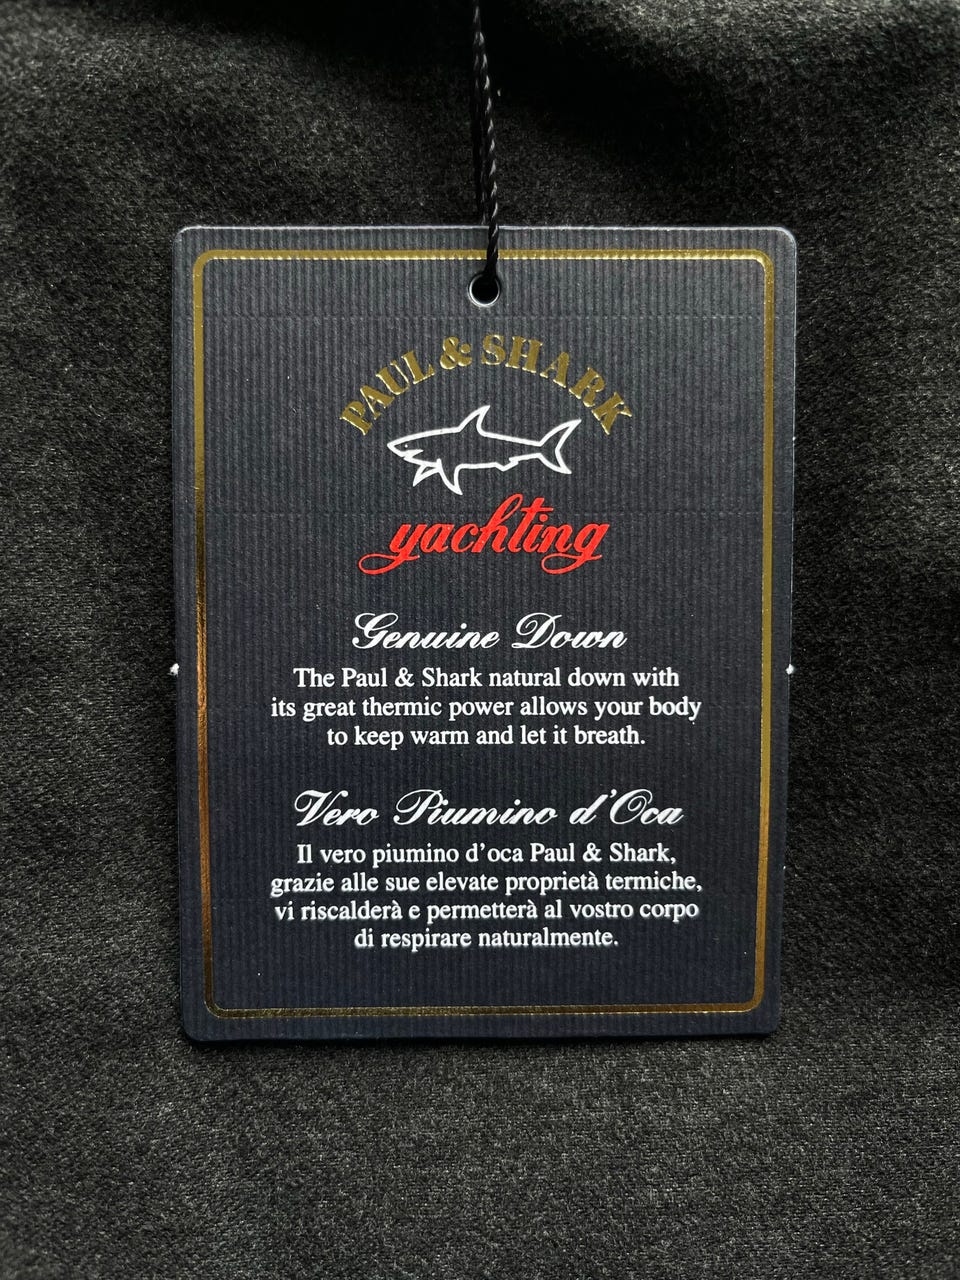 PAUL & SHARK
yachting
Genuine Down
The Paul & Shark natural down with
its great thermic power allows your body
to keep warm and let it breath.
Vero Piumino d'Oca
Il vero piumino d'oca Paul & Shark,
grazie alle sue elevate proprietà termiche,
vi riscalderà e permetterà al vostro corpo
di respirare naturalmente.